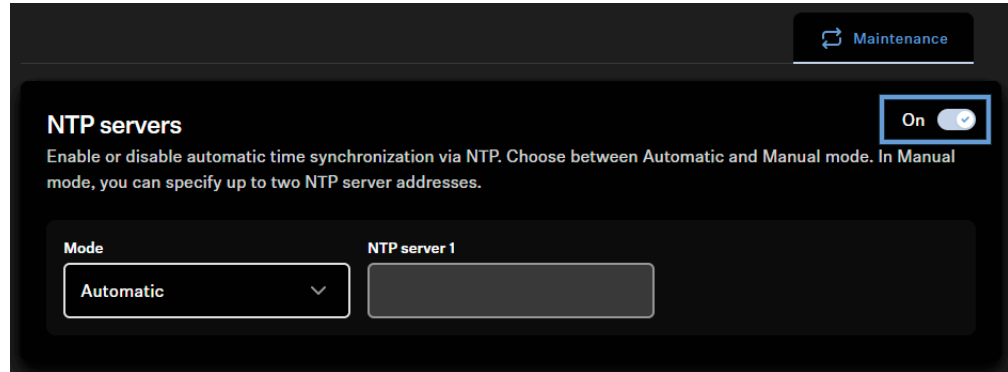 Maintenance
NTP servers
On
Enable or disable automatic time synchronization via NTP. Choose between Automatic and Manual mode. In Manual
mode, you can specify up to two NTP server addresses.
Mode
NTP server 1
Automatic